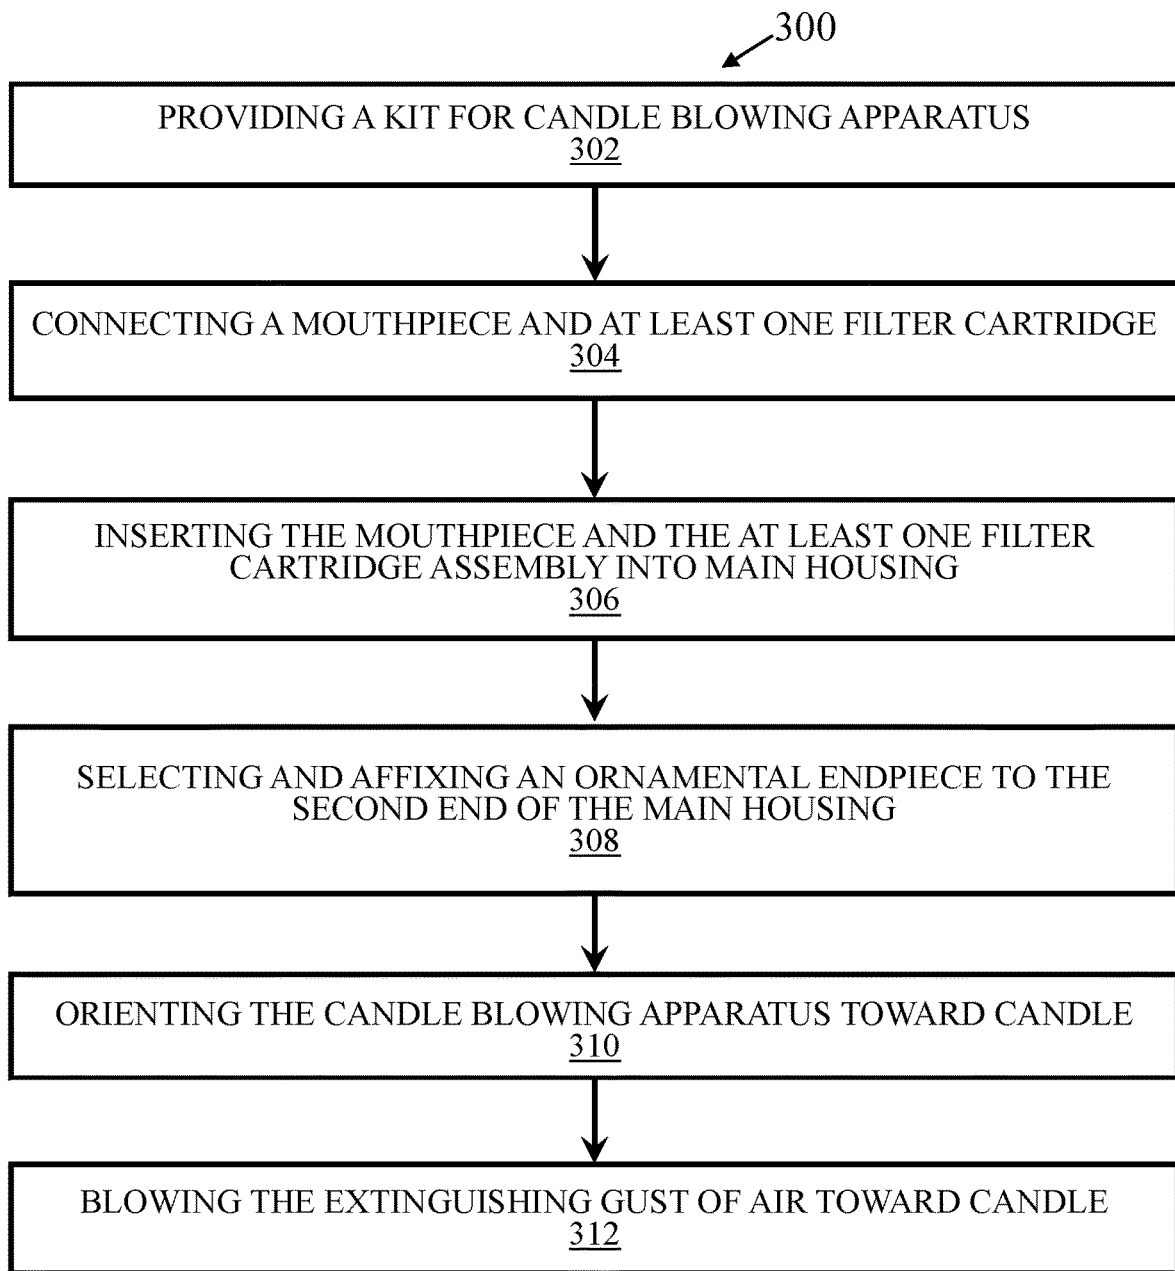 300
PROVIDING A KIT FOR CANDLE BLOWING APPARATUS
302
CONNECTING A MOUTHPIECE AND AT LEAST ONE FILTER CARTRIDGE
304
INSERTING THE MOUTHPIECE AND THE AT LEAST ONE FILTER
CARTRIDGE ASSEMBLY INTO MAIN HOUSING
306
SELECTING AND AFFIXING AN ORNAMENTAL ENDPIECE TO THE
SECOND END OF THE MAIN HOUSING
308
ORIENTING THE CANDLE BLOWING APPARATUS TOWARD CANDLE
310
BLOWING THE EXTINGUISHING GUST OF AIR TOWARD CANDLE
312